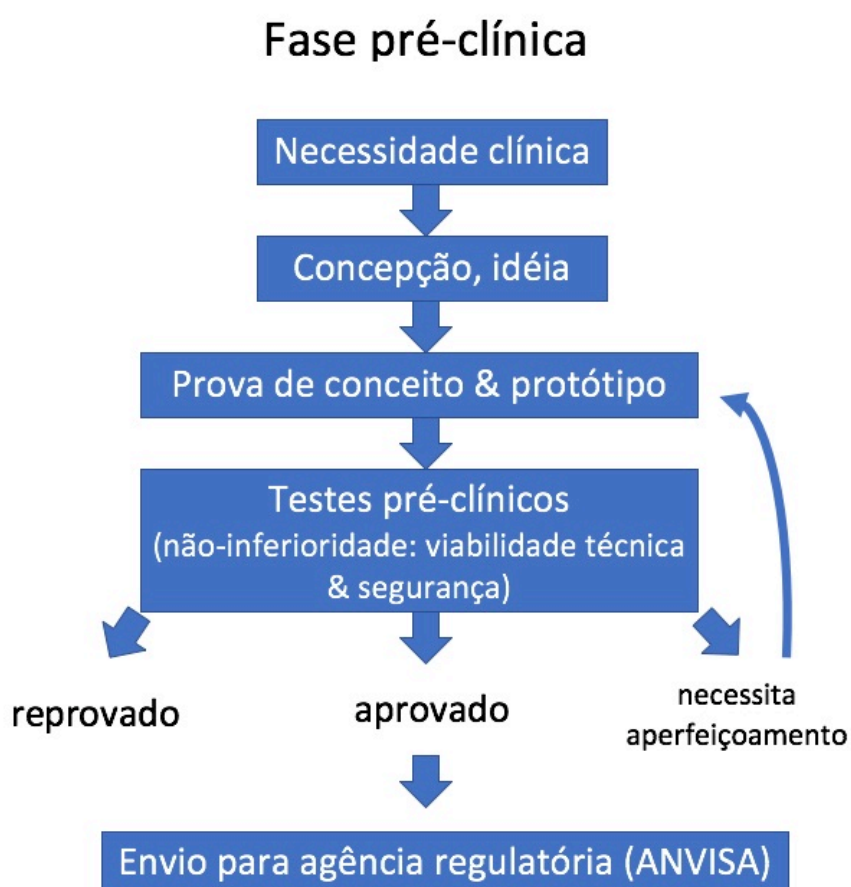 Fase pré-clínica
Necessidade clínica
Concepção, idéia
Prova de conceito & protótipo
Testes pré-clínicos
(não-inferioridade: viabilidade técnica
& segurança)
reprovado
aprovado
necessita
aperfeiçoamento
Envio para agência regulatória (ANVISA)